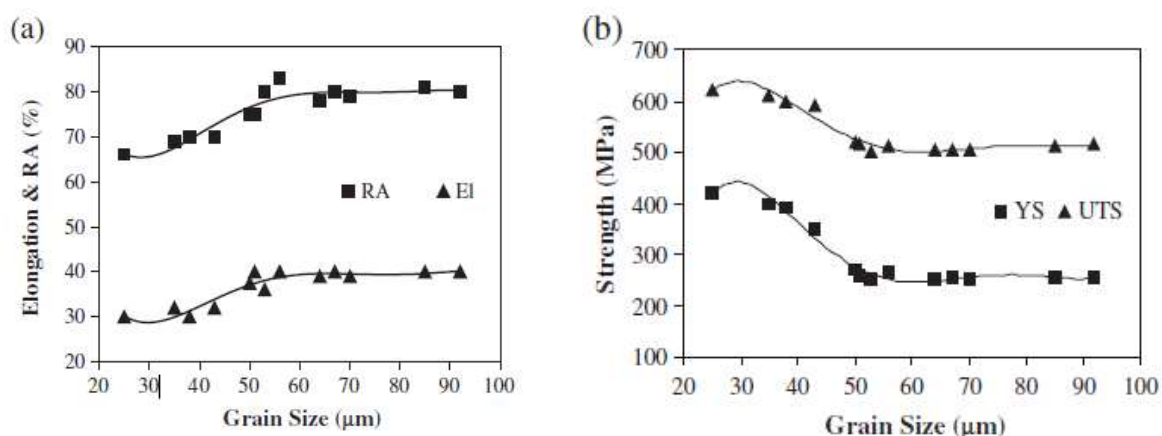 (a)
90
80
70
60
50
40
30
20
Elongation & RA (%)
RA El
20 30 40 50 60 70 80 90 100
Grain Size (μm)
(b)
700
600
500
400
300
200
100
Strength (MPa)
YS UTS
20 30 40 50 60 70 80 90 100
Grain Size (μm)